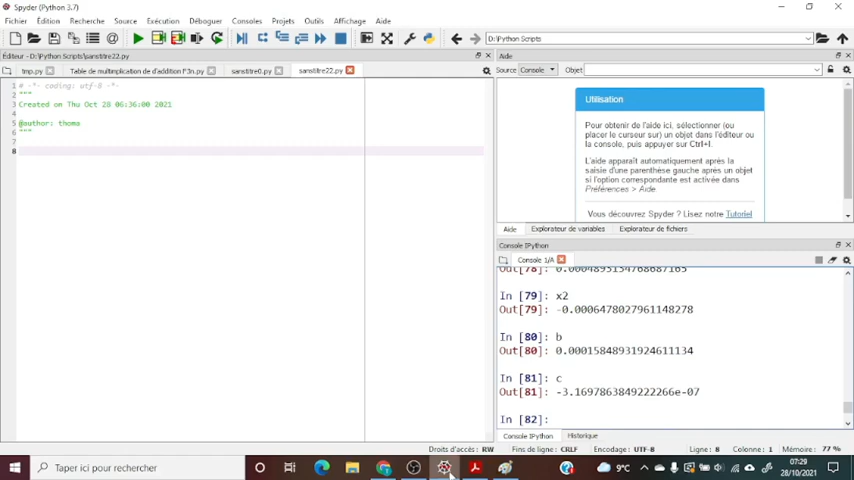 Spyder (Python 3.7)
Fichier Édition Recherche Source Exécution Déboguer Consoles Projets Outils Affichage Aide
D:\Python Scripts
Éditeur - D:\Python Scripts\sanstitre22.py
Aide
tmp.py Table de multiplication de d'addition P3n.py sanstitre0.py sanstitre22.py
Source Console Objet
1 # -*- coding: utf-8 -*-
2 """
3 Created on Thu Oct 28 06:36:00 2021
4
5 @author: thoma
6 """
7
8
Utilisation
Pour obtenir de l'aide ici, sélectionner (ou
placer le curseur sur) un objet dans l'éditeur ou
la console, puis appuyer sur Ctrl+I.
L'aide apparaît automatiquement après la
saisie d'une parenthèse gauche après un objet
si l'option correspondante est activée dans
Préférences > Aide
Vous découvrez Spyder ? Lisez notre Tutoriel
Aide Explorateur de variables Explorateur de fichiers
Console IPython
Console 1/A
Out[78]: 0.0004893134768687165
In [79]: x2
Out[79]: -0.0006478027961148278
In [80]: b
Out[80]: 0.00015848931924611134
In [81]: c
Out[81]: -3.1697863849222266e-07
In [82]:
Console IPython Historique
Droits d'accès : RW Fins de ligne : CRLF Encodage : UTF-8 Ligne : 8 Colonne : 1 Mémoire : 77 %
Taper ici pour rechercher
9°C
07:29
28/10/2021